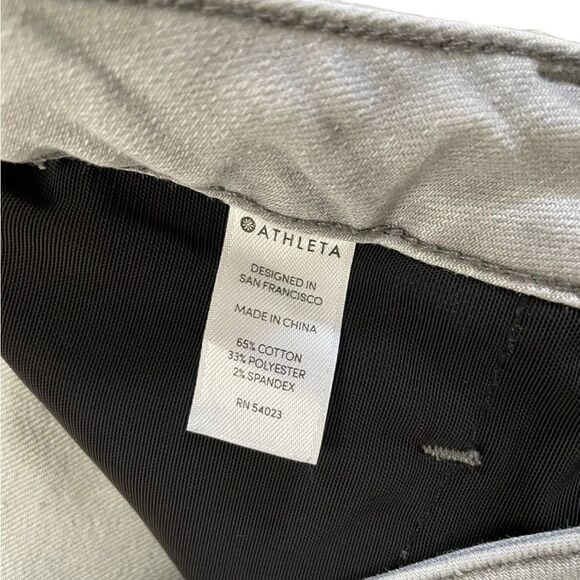 ATHLETA
DESIGNED IN
SAN FRANCISCO
MADE IN CHINA
65% COTTON
33% POLYESTER
2% SPANDEX
RN 54023